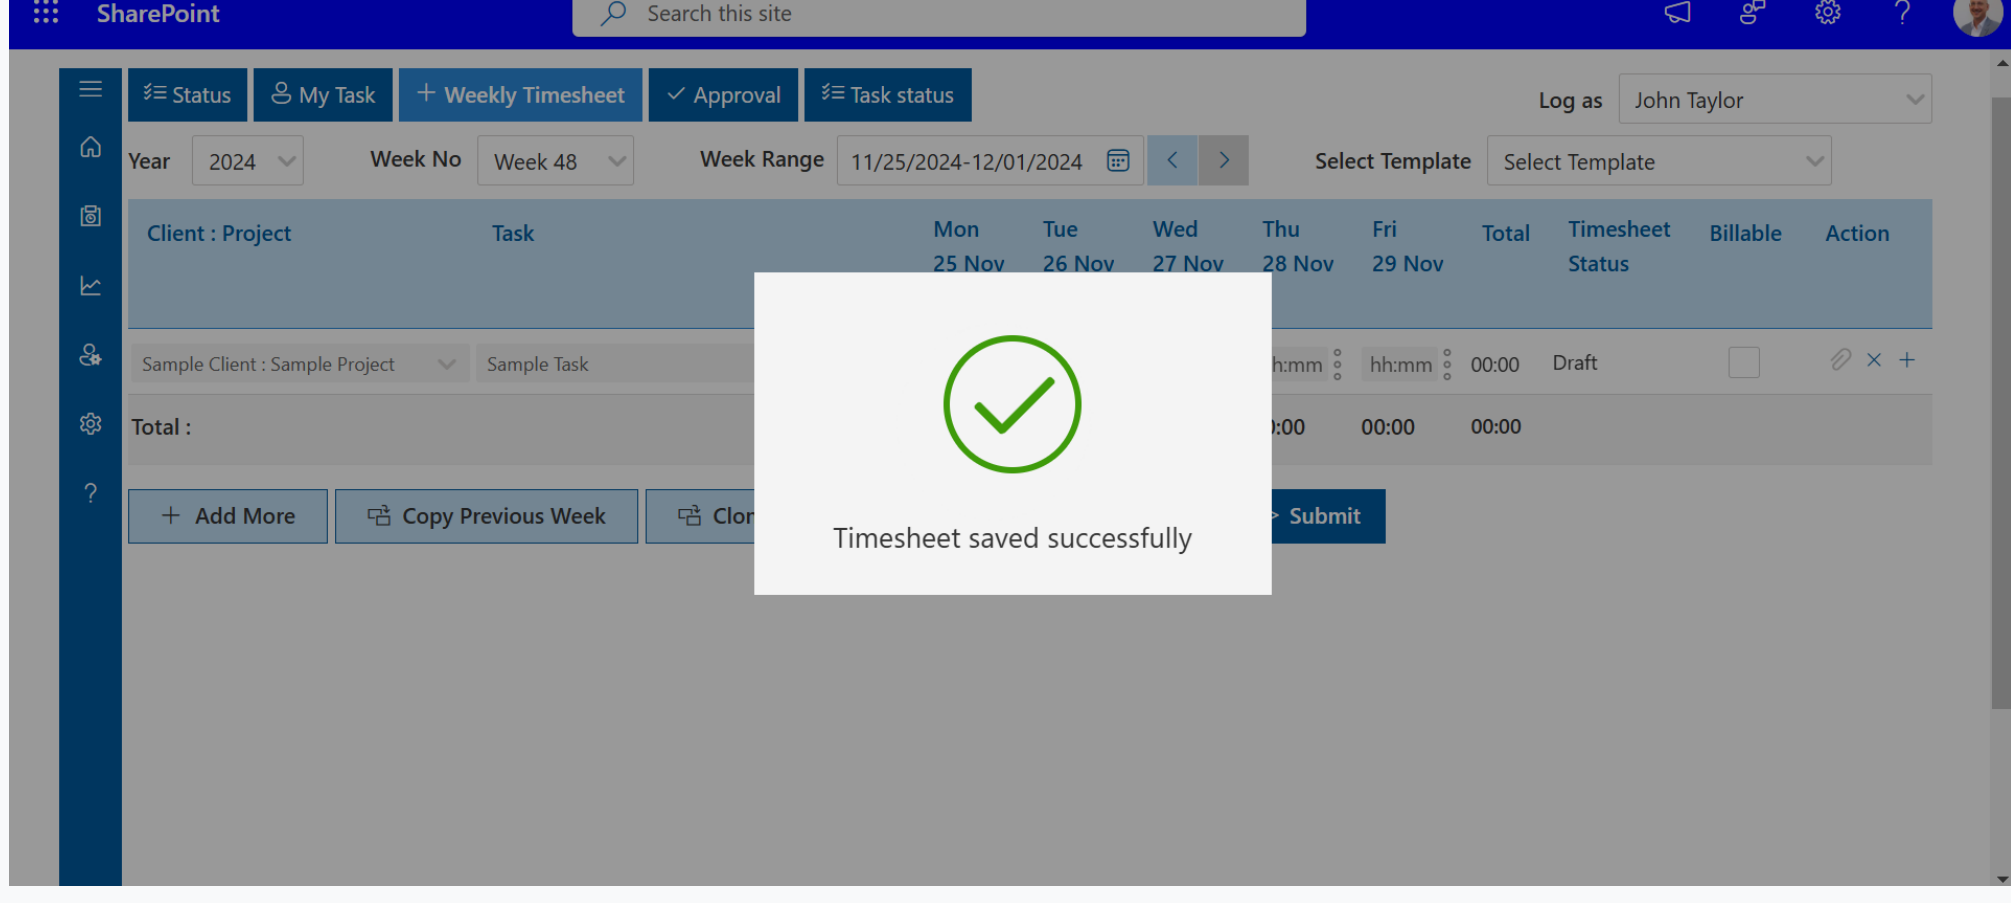 SharePoint
Search this site
?
Status
My Task
+ Weekly Timesheet
Approval
Task status
Log as
John Taylor
Year
2024
Week No
Week 48
Week Range
11/25/2024-12/01/2024
<
>
Select Template
Select Template
Client : Project
Task
Mon
25 Nov
Tue
26 Nov
Wed
27 Nov
Thu
28 Nov
Fri
29 Nov
Total
Timesheet
Status
Billable
Action
Sample Client : Sample Project
Sample Task
h:mm
hh:mm
00:00
Draft
Total :
:00
00:00
00:00
?
+ Add More
Copy Previous Week
Clon
Submit
Timesheet saved successfully